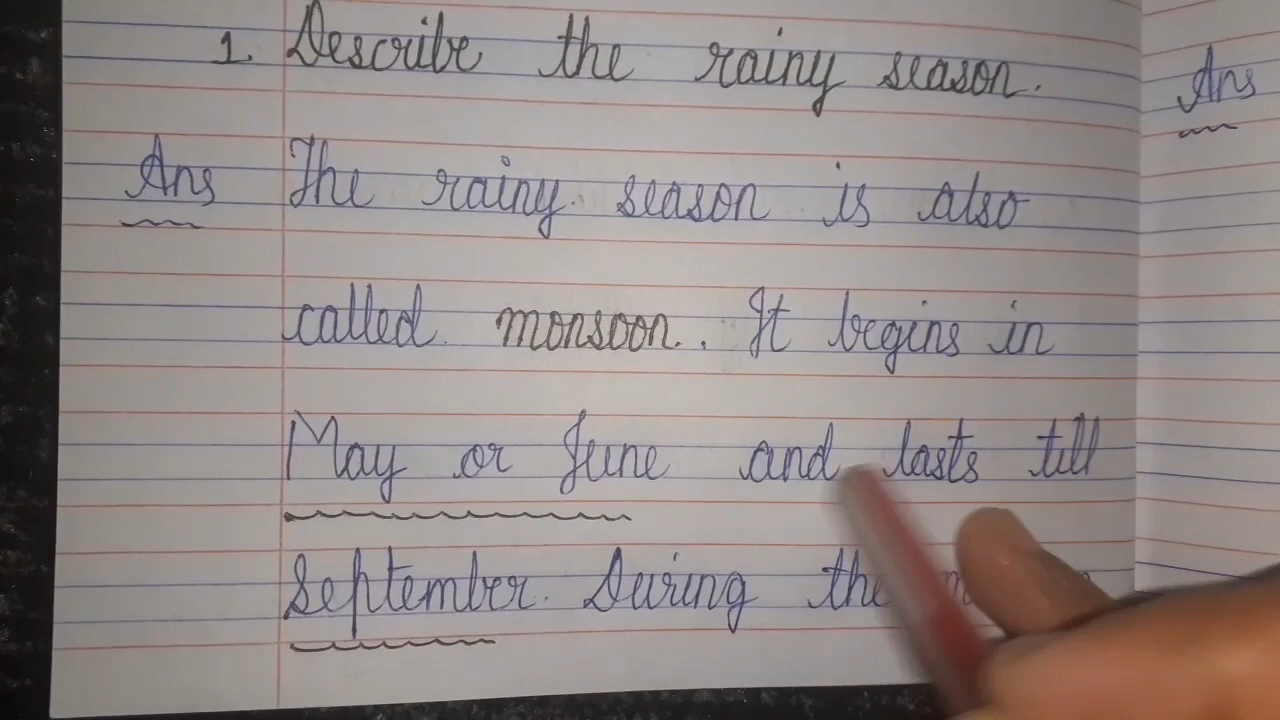 1. Describe the rainy season.
Ans
Ans The rainy season is also
called monsoon. It begins in
May or June and lasts till
September. During the